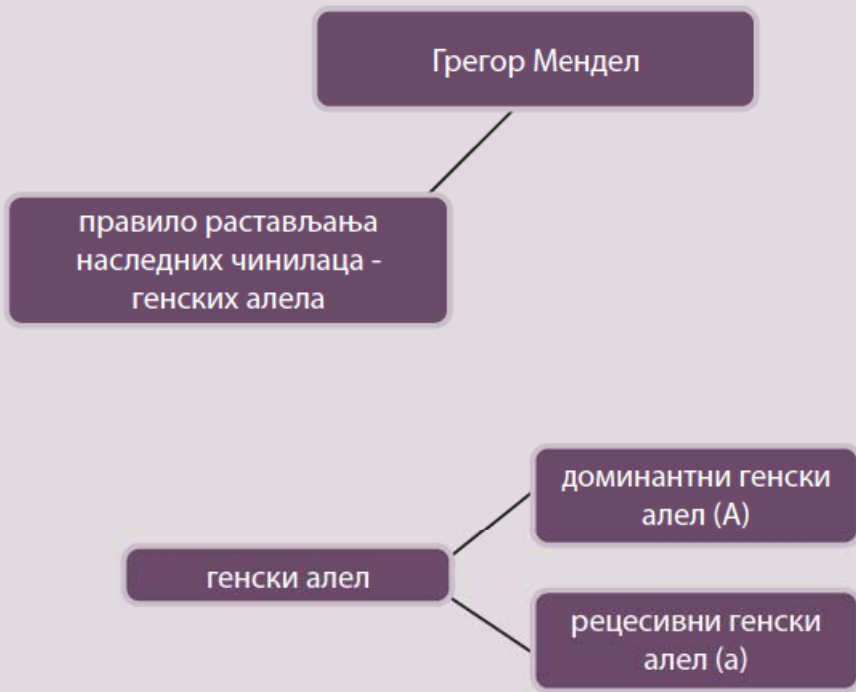 Грегор Мендел
правило растављања
наследних чинилаца -
генских алела
доминантни генски
алел (А)
генски алел
рецесивни генски
алел (а)